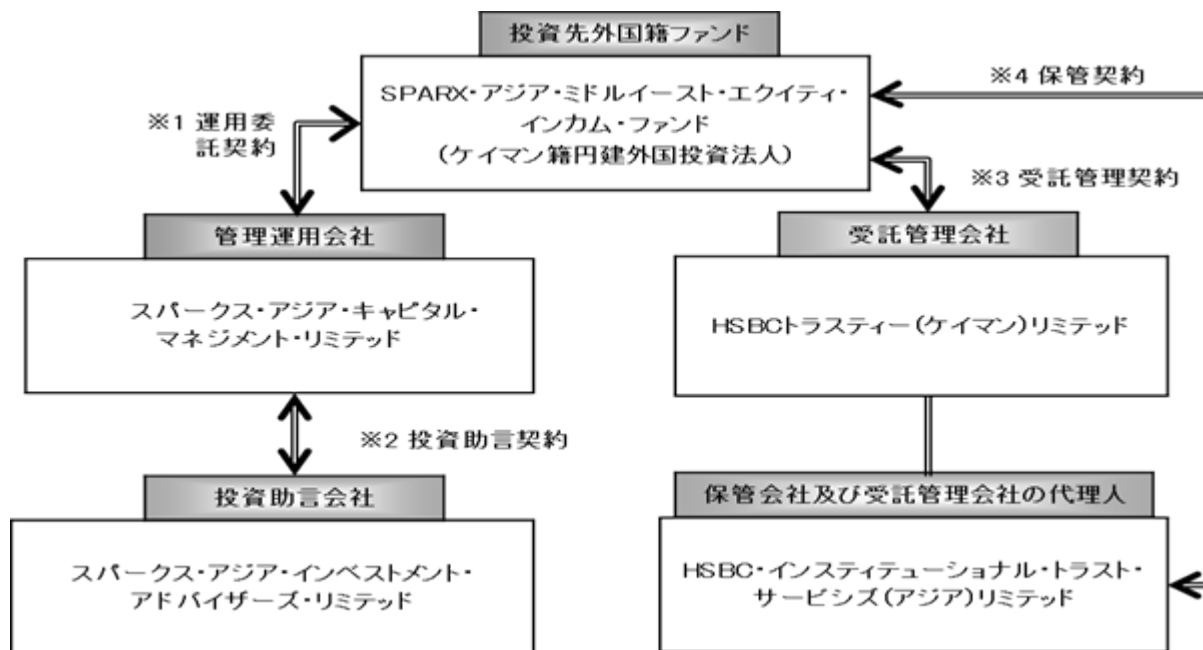 投資先外国籍ファンド
SPARX・アジア・ミドルイースト・エクイティ・
インカム・ファンド
(ケイマン籍円建外国投資法人)
※4 保管契約
※1 運用委
託契約
※3 受託管理契約
管理運用会社
スパークス・アジア・キャピタル・
マネジメント・リミテッド
受託管理会社
HSBCトラスティー(ケイマン)リミテッド
※2 投資助言契約
投資助言会社
スパークス・アジア・インベストメント・
アドバイザーズ・リミテッド
保管会社及び受託管理会社の代理人
HSBC・インスティテューショナル・トラスト・
サービシズ(アジア)リミテッド